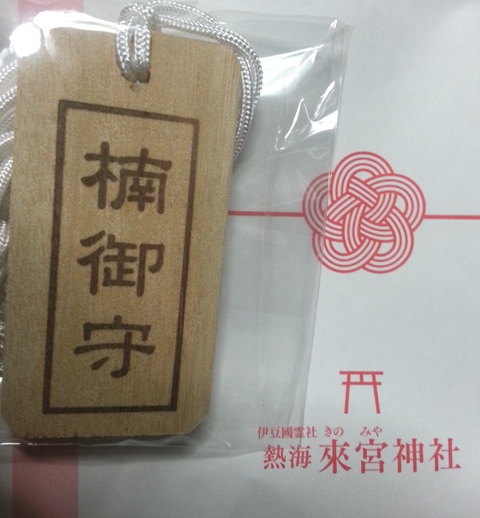 楠御守
伊豆國霊社 きの みや
熱海 來宮神社